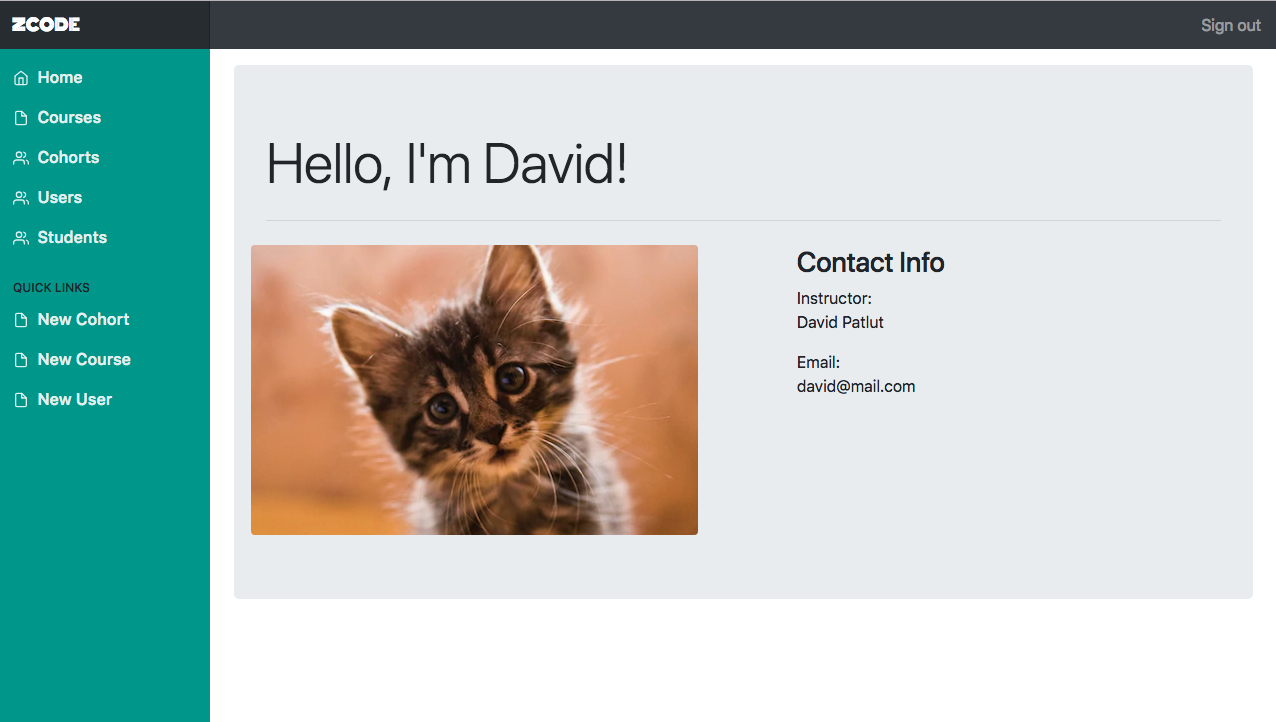 ZCODE
Sign out
Home
Courses
Cohorts
Users
Students
QUICK LINKS
New Cohort
New Course
New User
Hello, I'm David!
Contact Info
Instructor:
David Patlut
Email:
david@mail.com